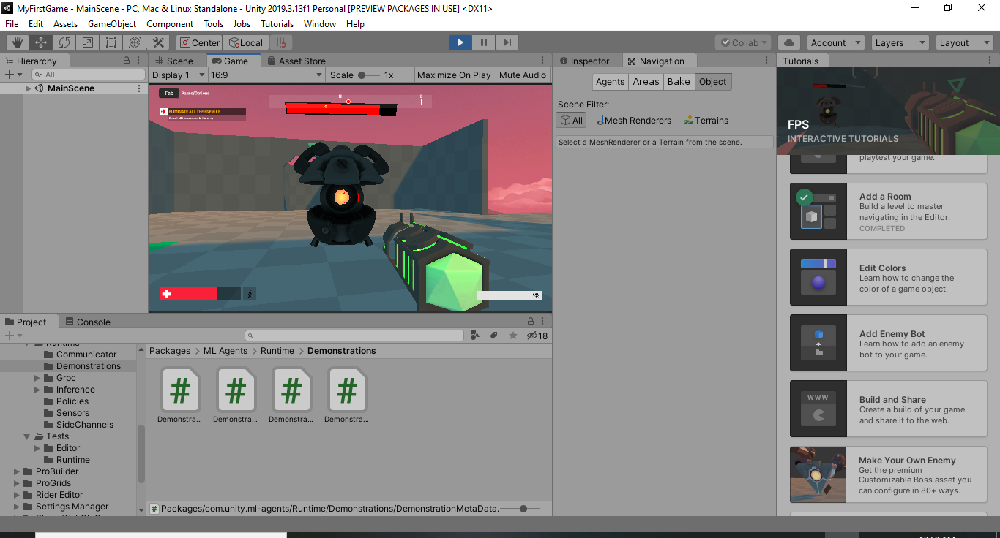 MyFirstGame - MainScene - PC, Mac & Linux Standalone - Unity 2019.3.13f1 Personal [PREVIEW PACKAGES IN USE] <DX11>
File Edit Assets GameObject Component Tools Jobs Tutorials Window Help
Center Local Collab Account Layers Layout
Hierarchy
All
MainScene
Scene Game Asset Store
Display 1 16:9 Scale 1x Maximize On Play Mute Audio
Tab Pause/Options
N E
ELIMINATE ALL THE ENEMIES
Inspector Navigation
Agents Areas Bake Object
Scene Filter:
All Mesh Renderers Terrains
Select a MeshRenderer or a Terrain from the scene.
Tutorials
FPS
INTERACTIVE TUTORIALS
playtest your game.
Add a Room
Build a level to master
navigating in the Editor.
COMPLETED
Edit Colors
Learn how to change the
color of a game object.
Add Enemy Bot
Learn how to add an enemy
bot to your game.
WWW
Build and Share
Create a build of your game
and share it to the web.
Make Your Own Enemy
Get the premium
Customizable Boss asset you
can configure in 80+ ways.
Project Console
18
Runtime
Communicator
Demonstrations
Grpc
Inference
Policies
Sensors
SideChannels
Tests
Editor
Runtime
ProBuilder
ProGrids
Rider Editor
Settings Manager
Packages > ML Agents > Runtime > Demonstrations
# # # #
Demonstra... Demonstra... Demonstra... Demonstra...
# Packages/com.unity.ml-agents/Runtime/Demonstrations/DemonstrationMetaData.